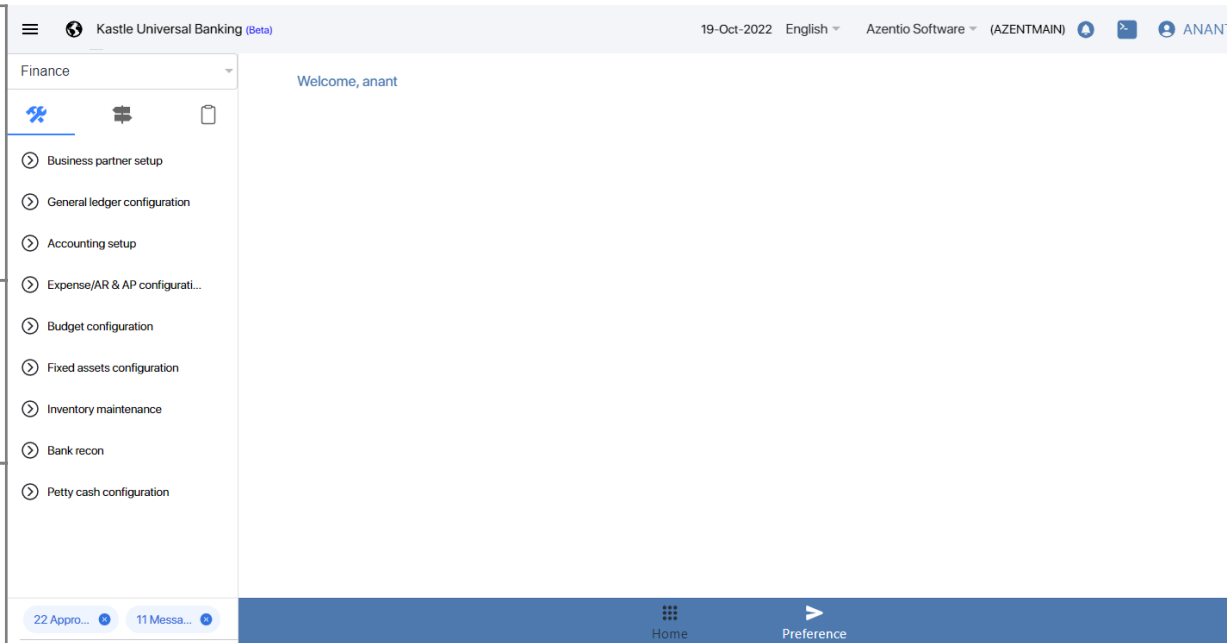 Kastle Universal Banking (Beta)
19-Oct-2022 English Azentio Software (AZENTMAIN) ANANT
Finance
Welcome, anant
Business partner setup
General ledger configuration
Accounting setup
Expense/AR & AP configurati...
Budget configuration
Fixed assets configuration
Inventory maintenance
Bank recon
Petty cash configuration
22 Appro... 11 Messa...
Home Preference